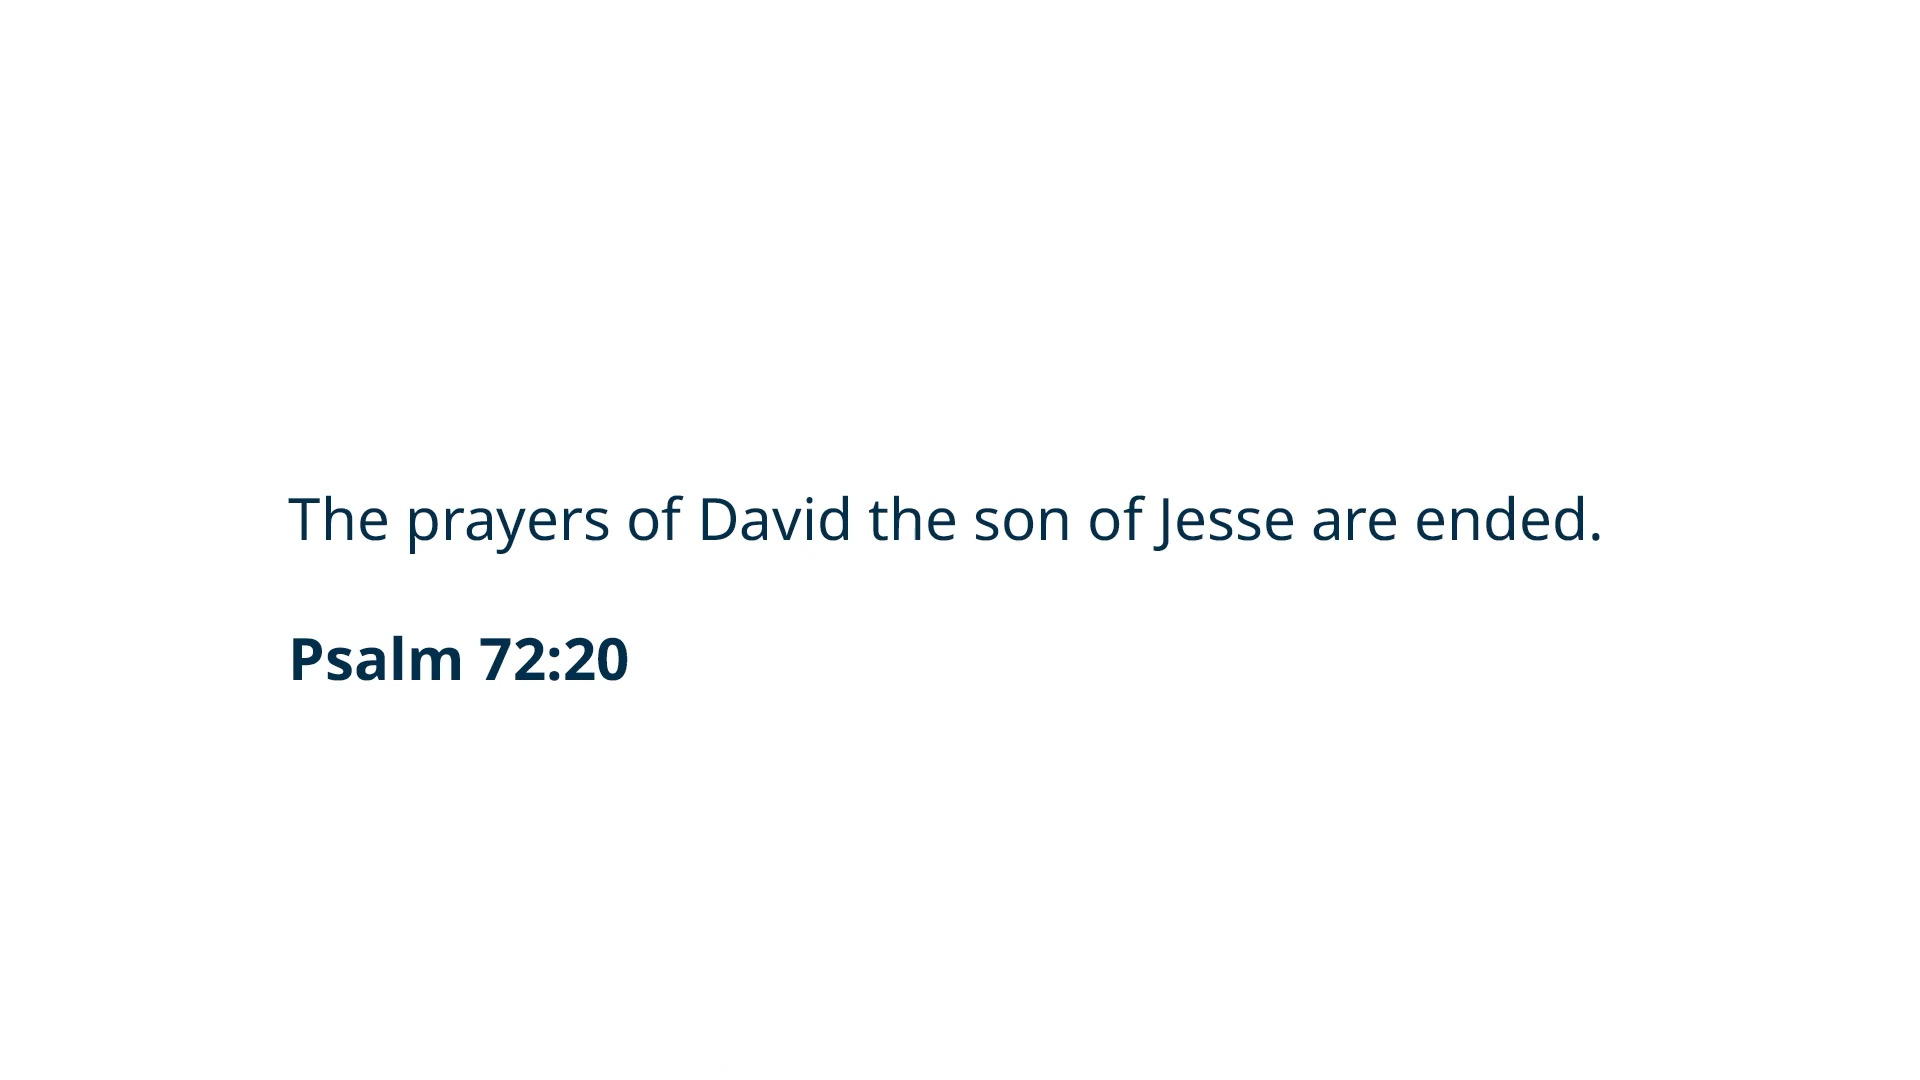 The prayers of David the son of Jesse are ended.
Psalm 72:20